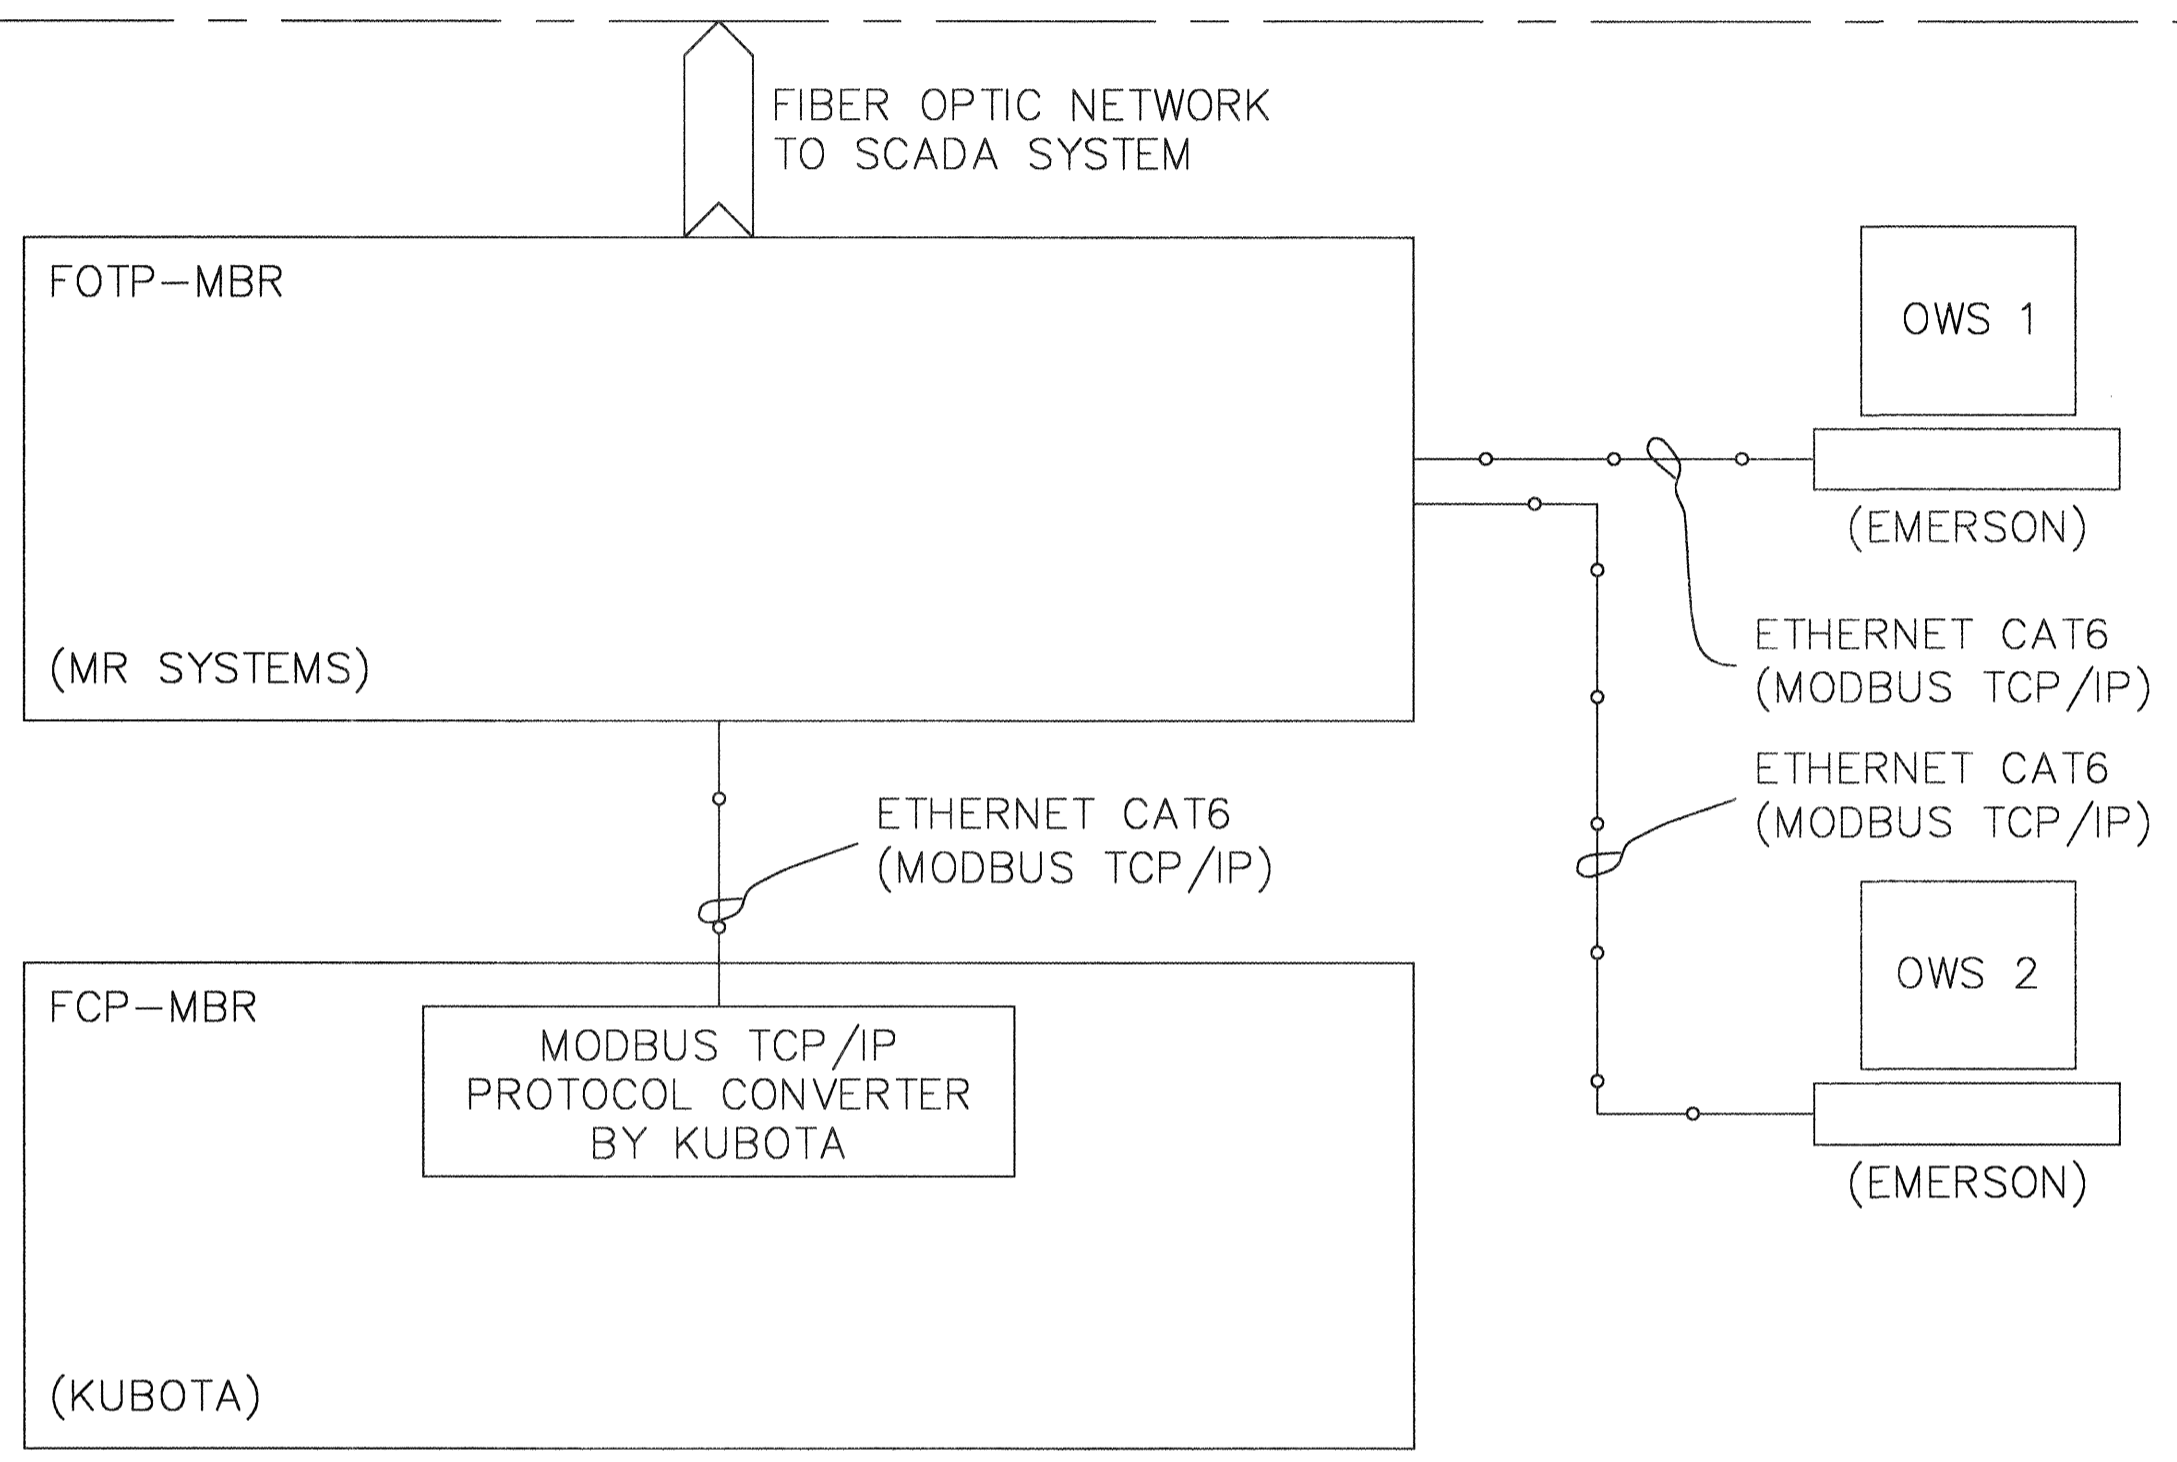 FIBER OPTIC NETWORK
TO SCADA SYSTEM
FOTP-MBR
(MR SYSTEMS)
OWS 1
(EMERSON)
ETHERNET CAT6
(MODBUS TCP/IP)
ETHERNET CAT6
(MODBUS TCP/IP)
ETHERNET CAT6
(MODBUS TCP/IP)
OWS 2
(EMERSON)
FCP-MBR
MODBUS TCP/IP
PROTOCOL CONVERTER
BY KUBOTA
(KUBOTA)